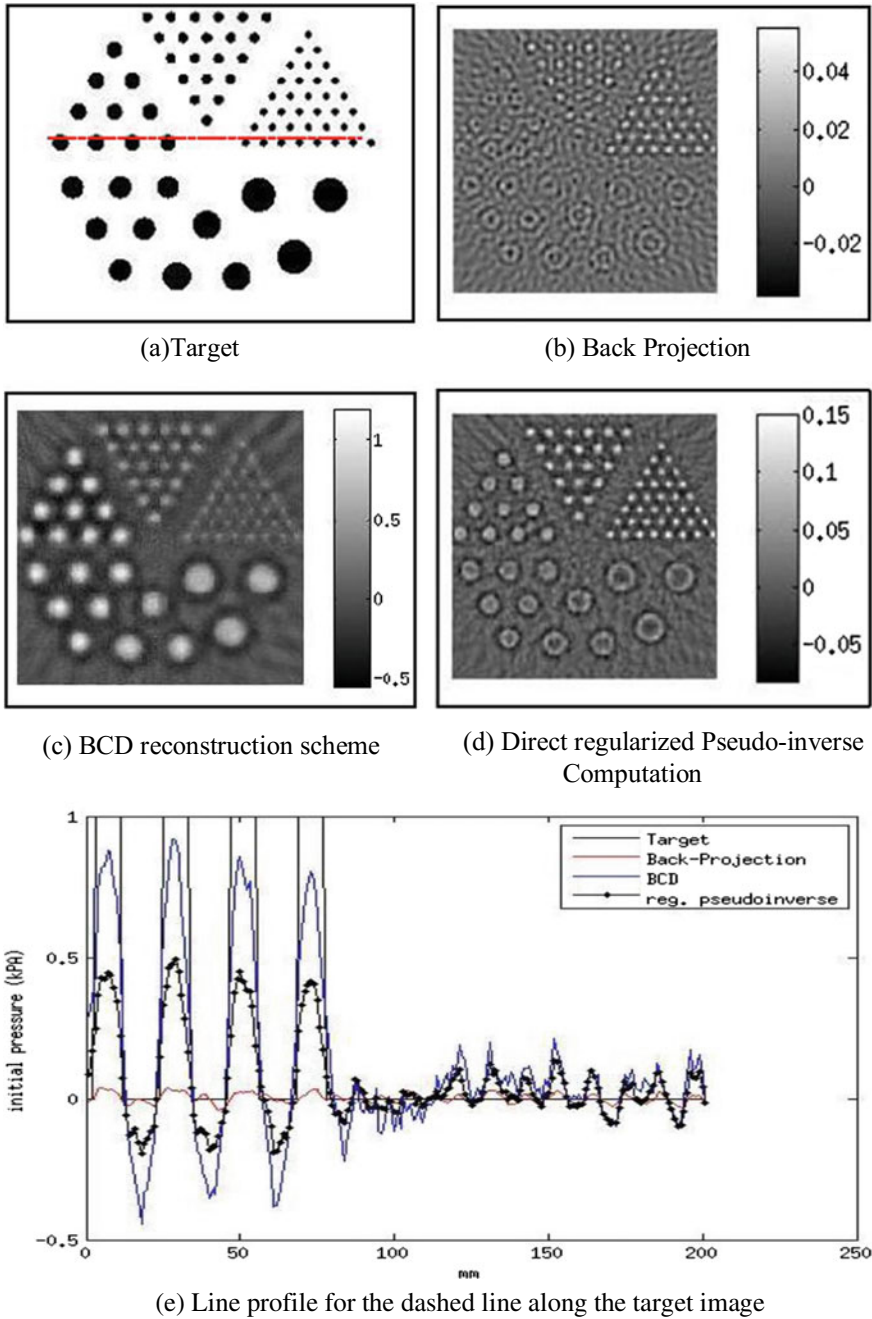 0.04
0.02
0
-0.02
(a)Target
(b) Back Projection
1
0.5
0
-0.5
0.15
0.1
0.05
0
-0.05
(c) BCD reconstruction scheme
(d) Direct regularized Pseudo-inverse
Computation
1
0.5
0
-0.5
initial pressure (kPa)
Target
Back-Projection
BCD
reg. pseudoinverse
0
50
100
150
200
250
mm
(e) Line profile for the dashed line along the target image